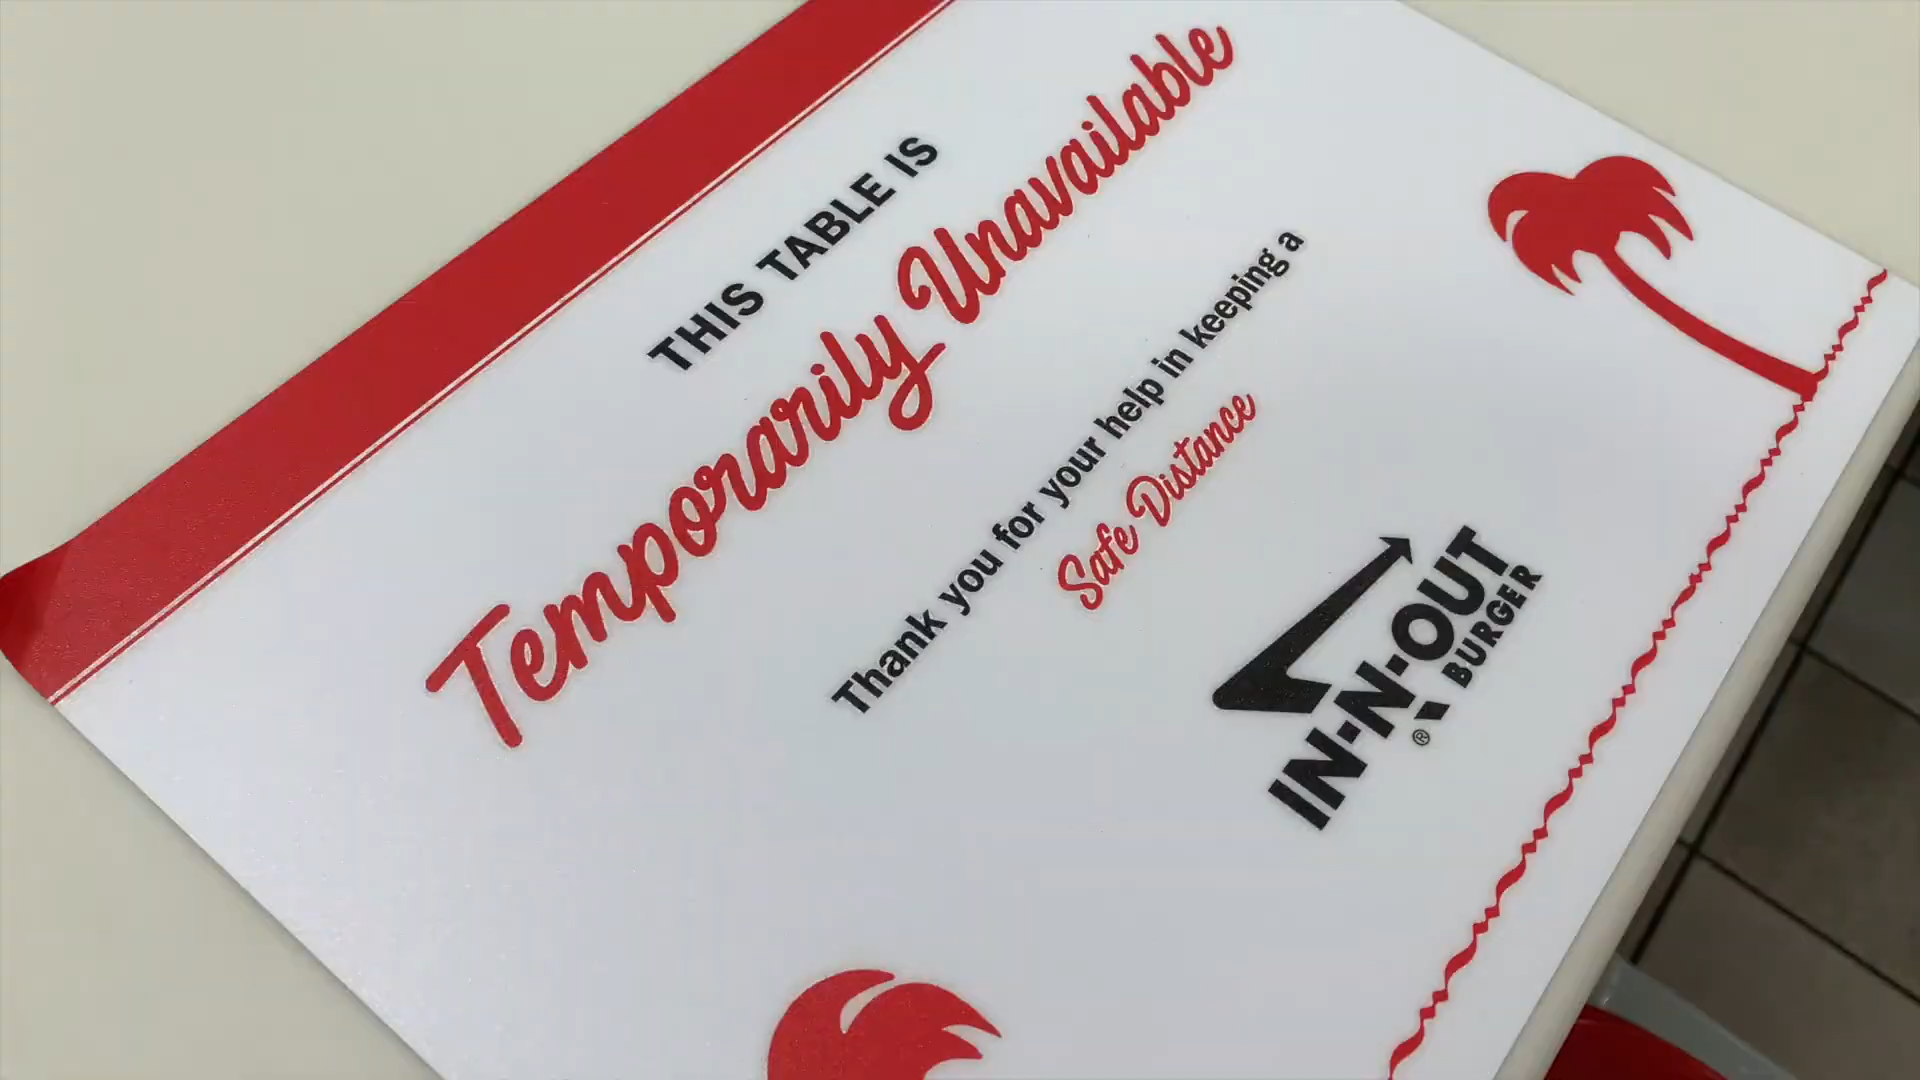 THIS TABLE IS
Temporarily Unavailable
Thank you for your help in keeping a
Safe Distance
IN-N-OUT
BURGER
®